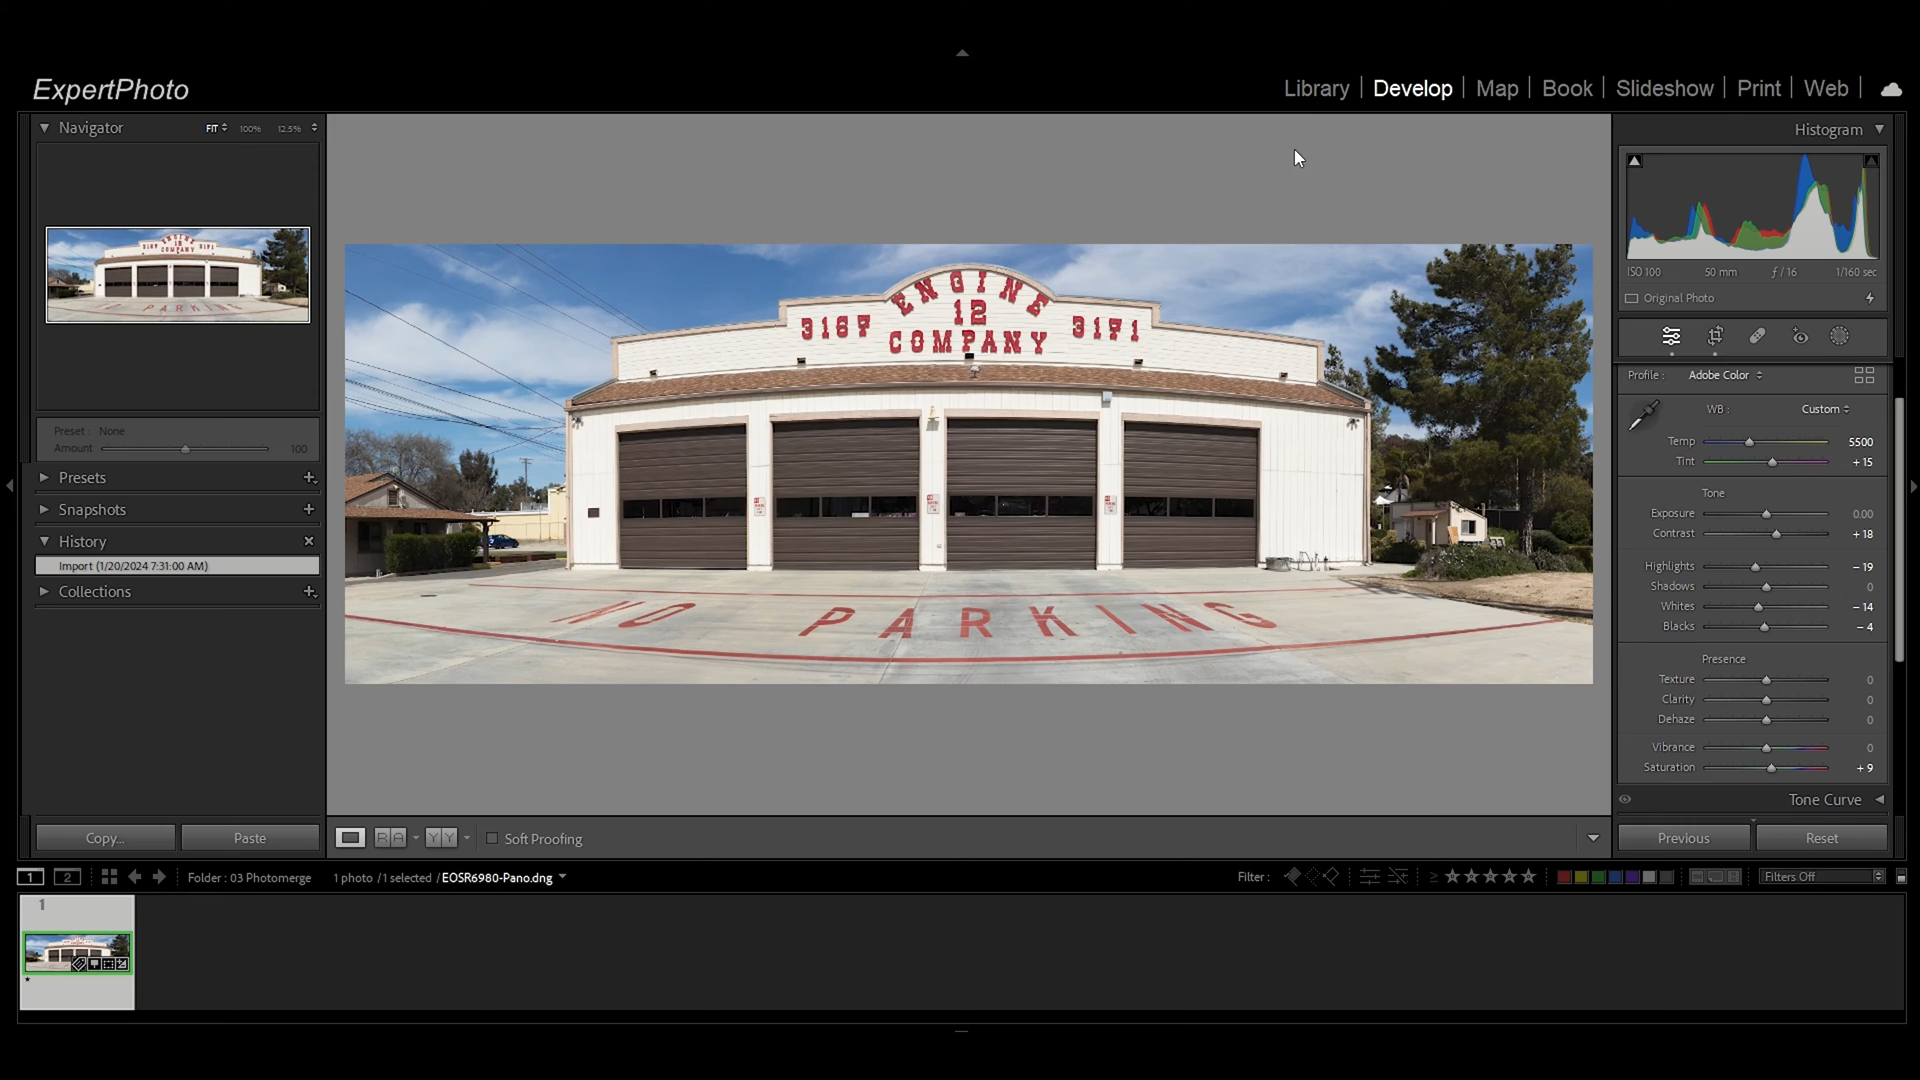 ExpertPhoto
Library | Develop | Map | Book | Slideshow | Print | Web |
Navigator FIT 100% 12.5%
Histogram
ISO 100 50 mm ƒ / 16 1/160 sec
Original Photo
ENGINE
12
3167 COMPANY 3171
NO PARKING
Preset : None
Amount 100
Presets
Snapshots
History
Import (1/20/2024 7:31:00 AM)
Collections
Copy... Paste
Profile : Adobe Color
WB : Custom
Temp 5500
Tint + 15
Tone
Exposure 0.00
Contrast + 18
Highlights – 19
Shadows 0
Whites – 14
Blacks – 4
Presence
Texture 0
Clarity 0
Dehaze 0
Vibrance 0
Saturation + 9
Tone Curve
Previous Reset
R A Y Y Soft Proofing
1 2 Folder : 03 Photomerge 1 photo / 1 selected / EOSR6980-Pano.dng Filter : ≥ Filters Off
1